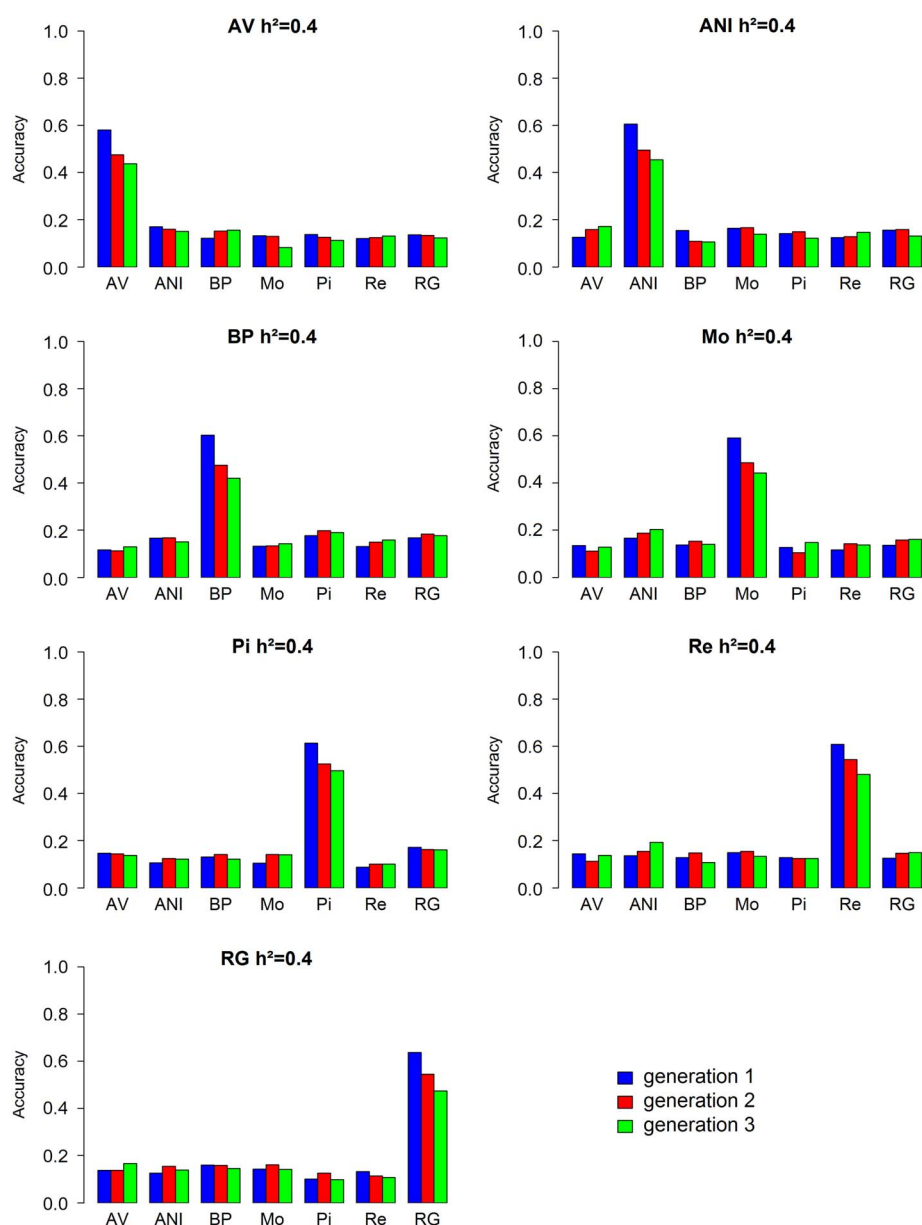 AV h²=0.4
Accuracy
1.0
0.8
0.6
0.4
0.2
0.0
AV ANI BP Mo Pi Re RG
ANI h²=0.4
Accuracy
1.0
0.8
0.6
0.4
0.2
0.0
AV ANI BP Mo Pi Re RG
BP h²=0.4
Accuracy
1.0
0.8
0.6
0.4
0.2
0.0
AV ANI BP Mo Pi Re RG
Mo h²=0.4
Accuracy
1.0
0.8
0.6
0.4
0.2
0.0
AV ANI BP Mo Pi Re RG
Pi h²=0.4
Accuracy
1.0
0.8
0.6
0.4
0.2
0.0
AV ANI BP Mo Pi Re RG
Re h²=0.4
Accuracy
1.0
0.8
0.6
0.4
0.2
0.0
AV ANI BP Mo Pi Re RG
RG h²=0.4
Accuracy
1.0
0.8
0.6
0.4
0.2
0.0
AV ANI BP Mo Pi Re RG
generation 1
generation 2
generation 3